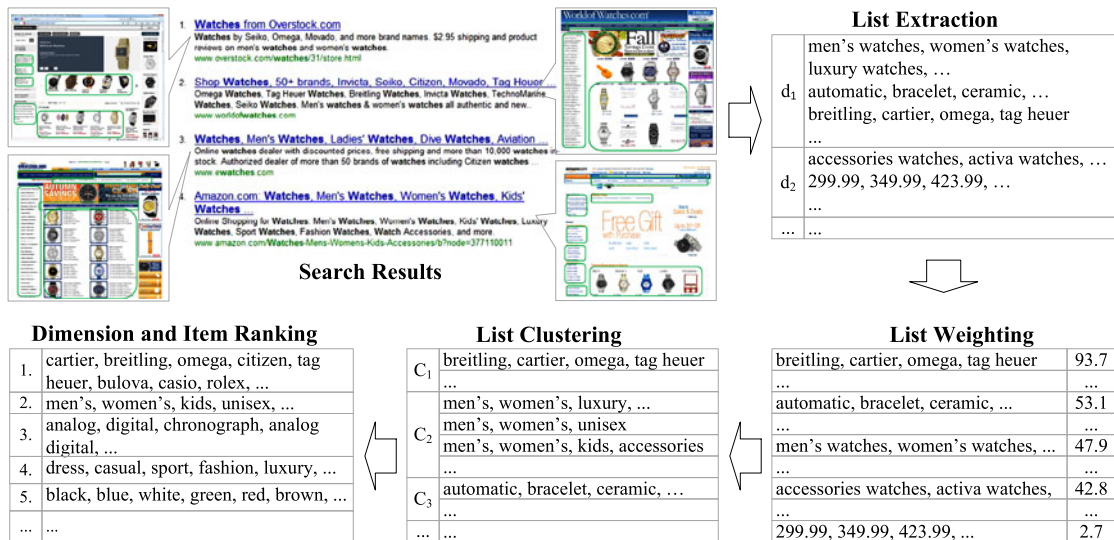 1. Watches from Overstock.com
Watches by Seiko, Omega, Movado, and more brand names. $2.95 shipping and product
reviews on men's watches and women's watches.
www.overstock.com/watches/31/store.html
2. Shop Watches, 50+ brands, Invicta, Seiko, Citizen, Movado, Tag Heuer ...
Omega Watches, Tag Heuer Watches, Breitling Watches, Invicta Watches, TechnoMarine
Watches, Seiko Watches. Men's watches & women's watches all authentic and new..
www.worldofwatches.com
3. Watches, Men's Watches, Ladies' Watches, Dive Watches, Aviation ...
Online watches dealer with discounted prices, free shipping and more than 10,000 watches in
stock. Authorized dealer of more than 50 brands of watches including Citizen watches ...
www.ewatches.com
4. Amazon.com: Watches, Men's Watches, Women's Watches, Kids'
Watches ...
Online Shopping for Watches, Men's Watches, Women's Watches, Kids' Watches, Luxury
Watches, Sport Watches, Fashion Watches, Watch Accessories, and more.
www.amazon.com/Watches-Mens-Womens-Kids-Accessories/b?node=377110011
Search Results
AUTUMN
SAVINGS
WorldofWatches.com
Fall
Free Gift
with Purchase
List Extraction
d1
men's watches, women's watches,
luxury watches, …
automatic, bracelet, ceramic, …
breitling, cartier, omega, tag heuer
...
d2
accessories watches, activa watches, …
299.99, 349.99, 423.99, …
...
... ...
Dimension and Item Ranking
1. cartier, breitling, omega, citizen, tag
heuer, bulova, casio, rolex, ...
2. men's, women's, kids, unisex, ...
3. analog, digital, chronograph, analog
digital, ...
4. dress, casual, sport, fashion, luxury, ...
5. black, blue, white, green, red, brown, ...
... ...
List Clustering
C1
breitling, cartier, omega, tag heuer
...
C2
men's, women's, luxury, ...
men's, women's, unisex
men's, women's, kids, accessories
...
C3
automatic, bracelet, ceramic, …
...
... ...
List Weighting
breitling, cartier, omega, tag heuer 93.7
... ...
automatic, bracelet, ceramic, ... 53.1
... ...
men's watches, women's watches, ... 47.9
... ...
accessories watches, activa watches, 42.8
... ...
299.99, 349.99, 423.99, ... 2.7